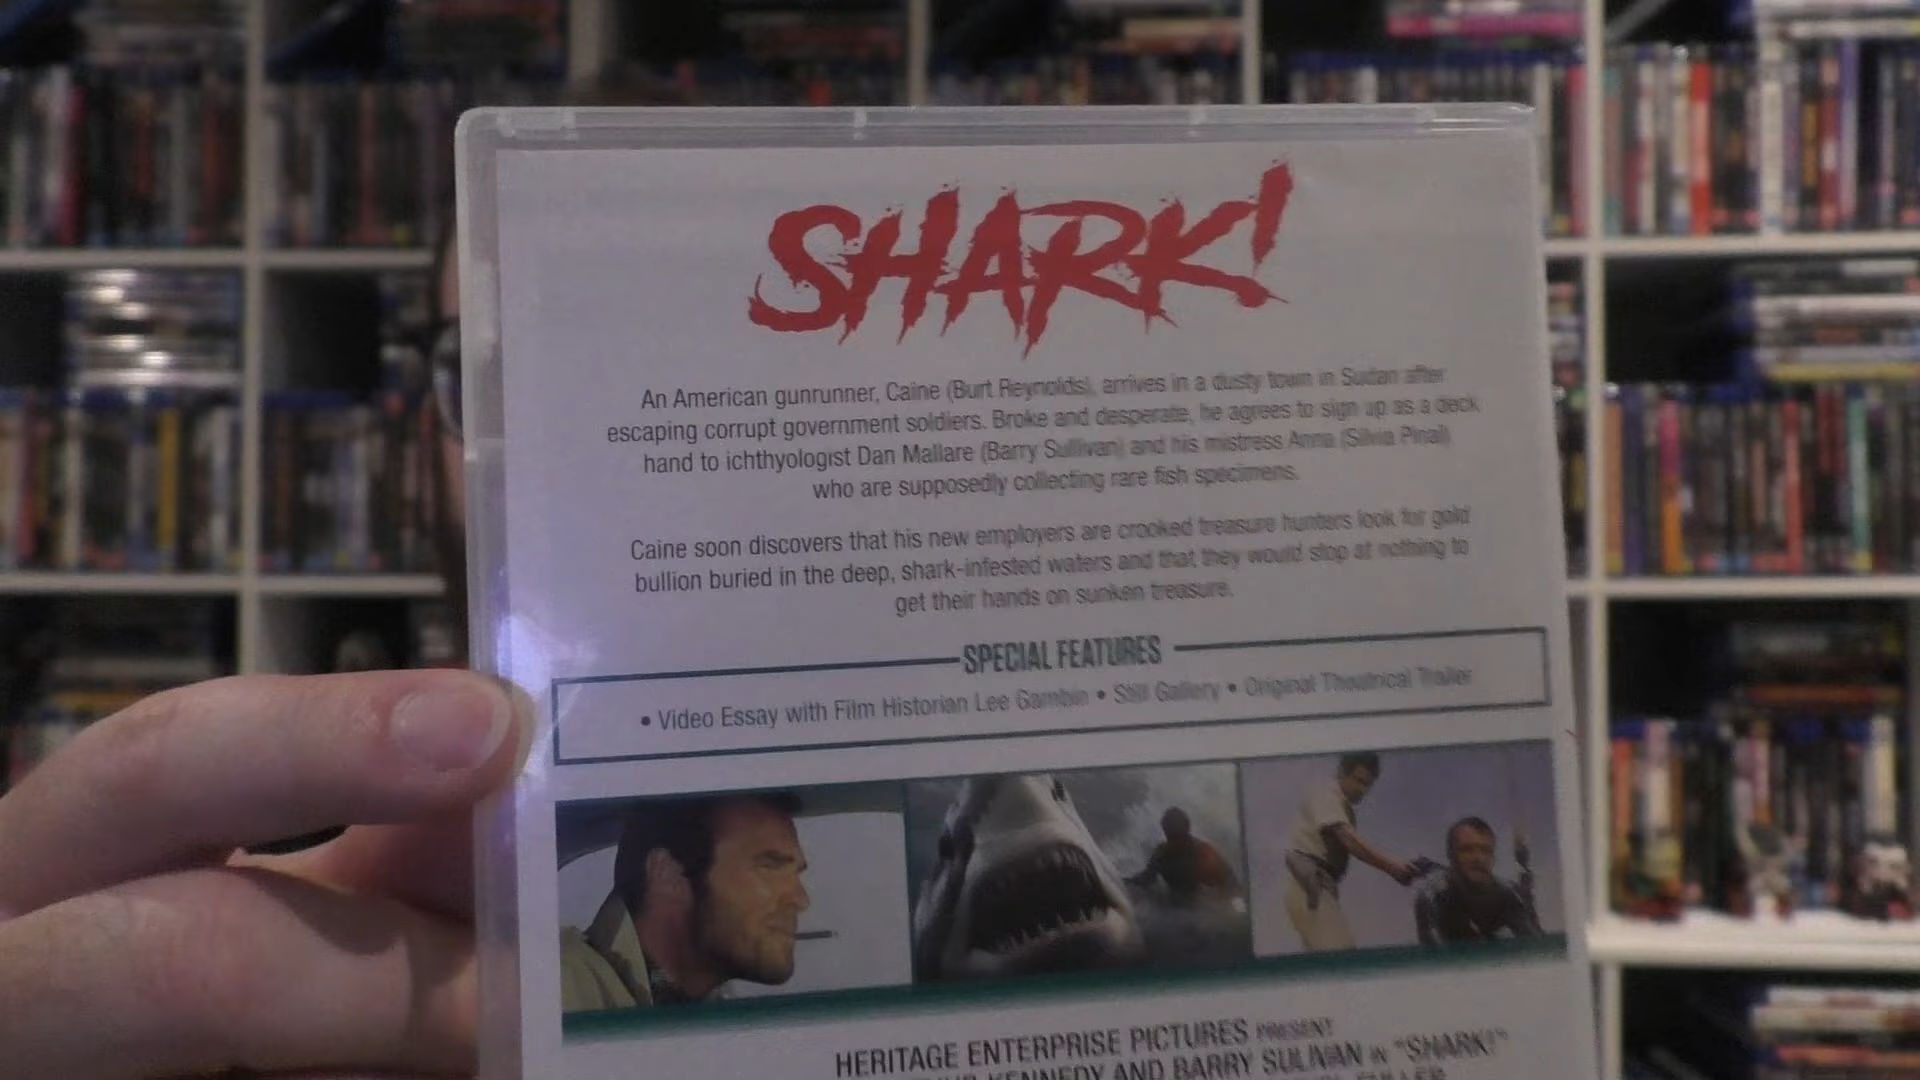 SHARK!
An American gunrunner, Caine (Burt Reynolds), arrives in a dusty town in Sudan after
escaping corrupt government soldiers. Broke and desperate, he agrees to sign up as a deck
hand to ichthyologist Dan Mallare (Barry Sullivan) and his mistress Anna (Silvia Pinal)
who are supposedly collecting rare fish specimens.
Caine soon discovers that his new employers are crooked treasure hunters look for gold
bullion buried in the deep, shark-infested waters and that they would stop at nothing to
get their hands on sunken treasure.
SPECIAL FEATURES
• Video Essay with Film Historian Lee Gambin • Still Gallery • Original Theatrical Trailer
HERITAGE ENTERPRISE PICTURES PRESENT
KENNEDY AND BARRY SULIVAN IN "SHARK!"